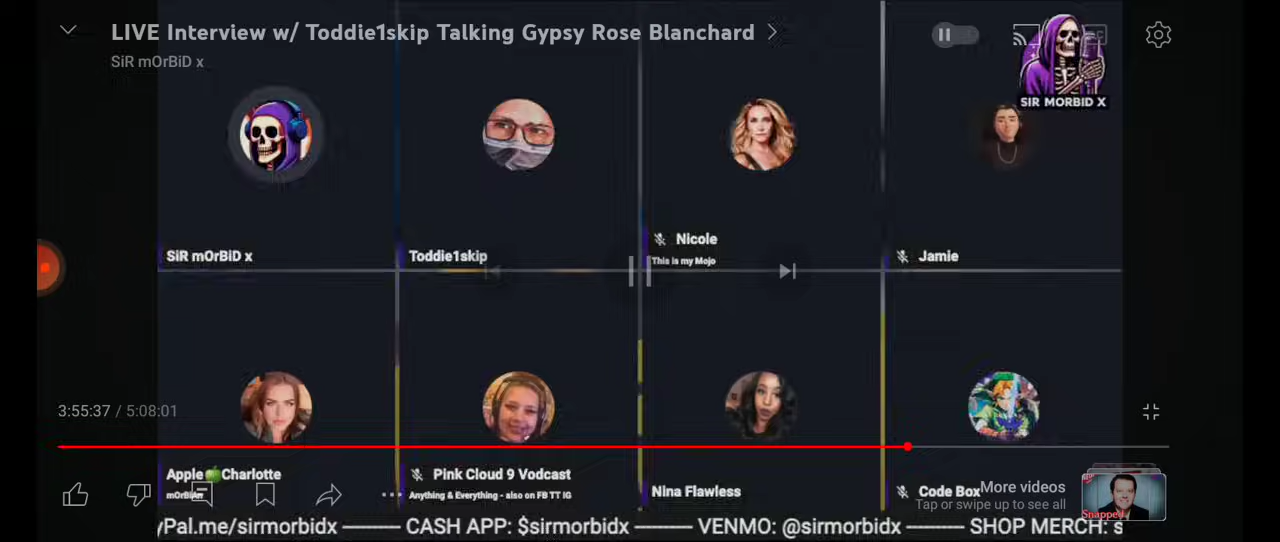 LIVE Interview w/ Toddie1skip Talking Gypsy Rose Blanchard
SiR mOrBiD x
SIR MORBID X
SiR mOrBiD x
Toddie1skip
Nicole
This is my Mojo
Jamie
3:55:37 / 5:08:01
Apple🍏Charlotte
mOrBiAn
Pink Cloud 9 Vodcast
Anything & Everything - also on FB TT IG
Nina Flawless
Code Box
More videos
Tap or swipe up to see all
Snapped
yPal.me/sirmorbidx ——— CASH APP: $sirmorbidx ——— VENMO: @sirmorbidx ——— SHOP MERCH: s